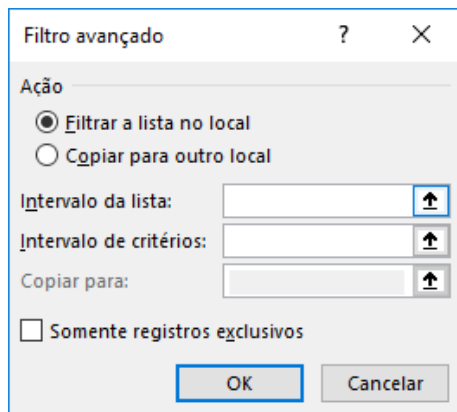 Filtro avançado ?
Ação
Filtrar a lista no local
Copiar para outro local
Intervalo da lista:
Intervalo de critérios:
Copiar para:
Somente registros exclusivos
OK Cancelar